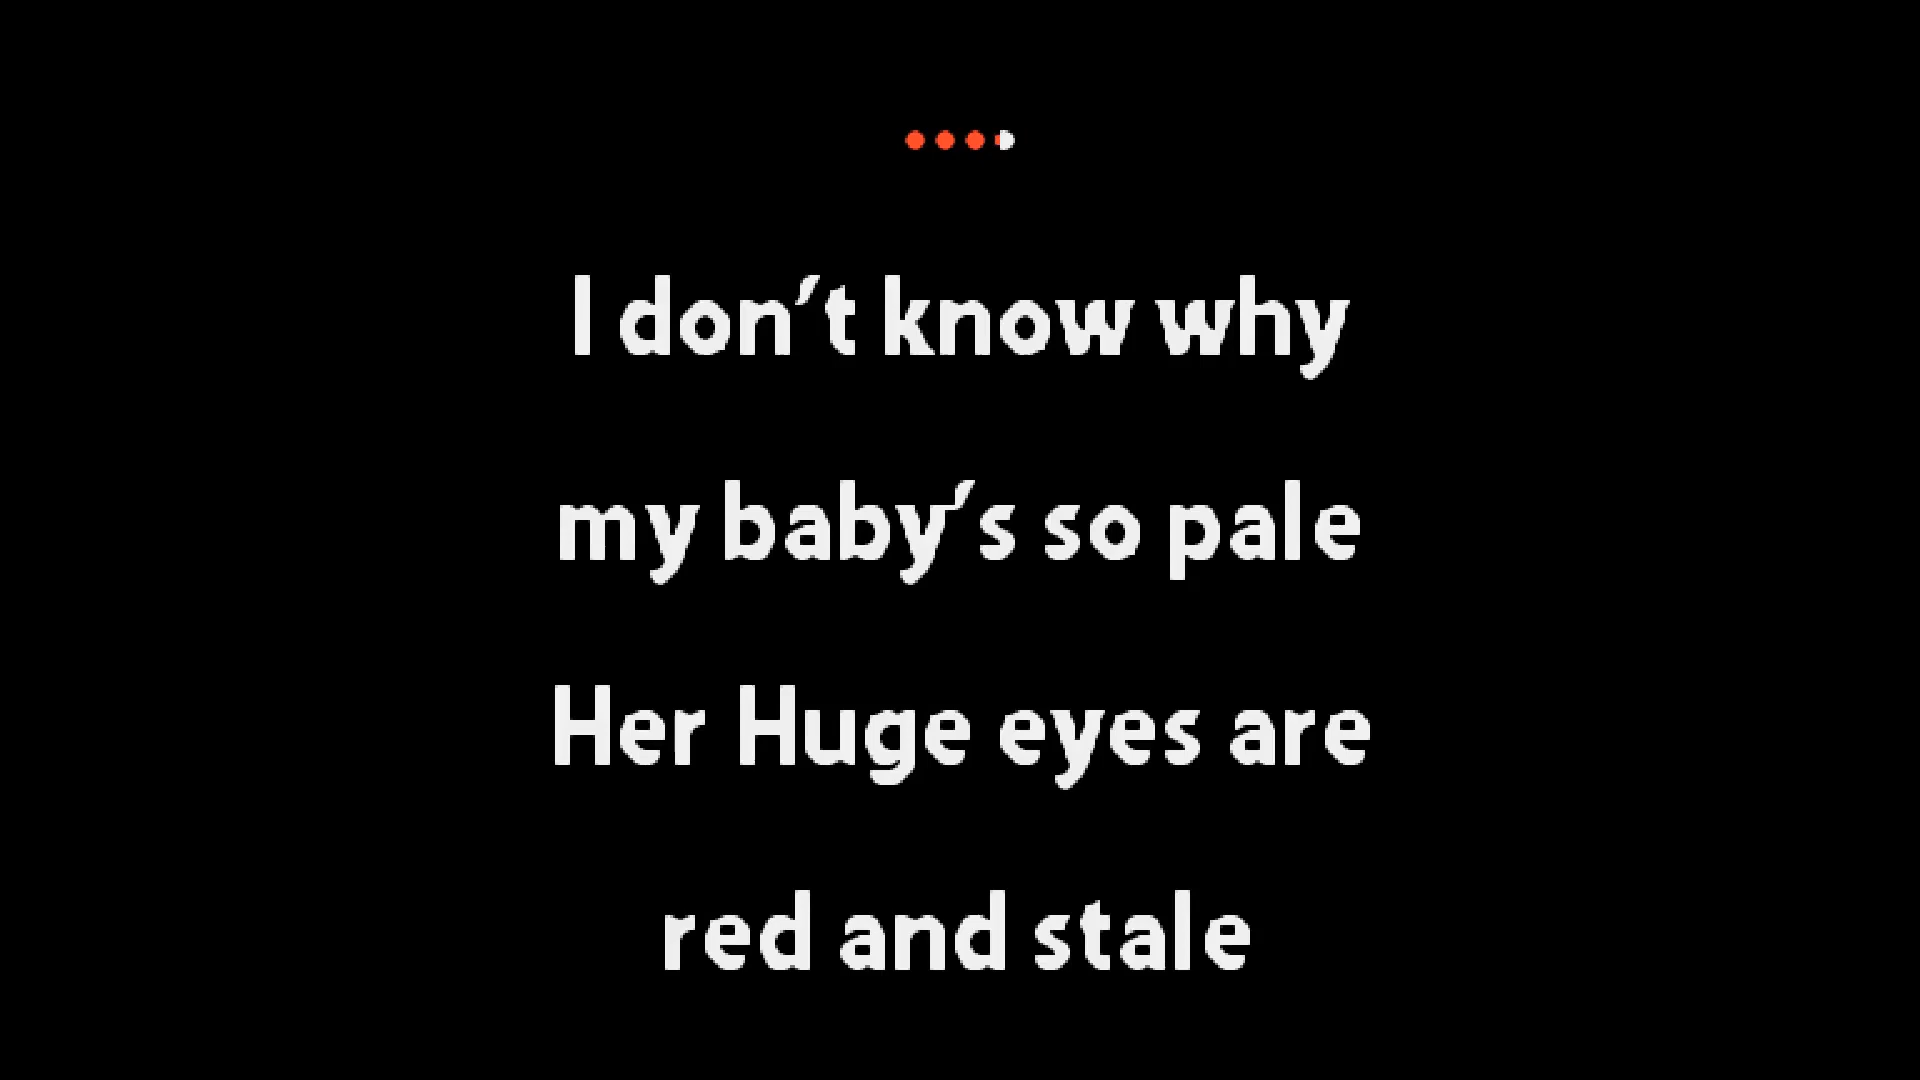 I don’t know why
my baby’s so pale
Her Huge eyes are
red and stale